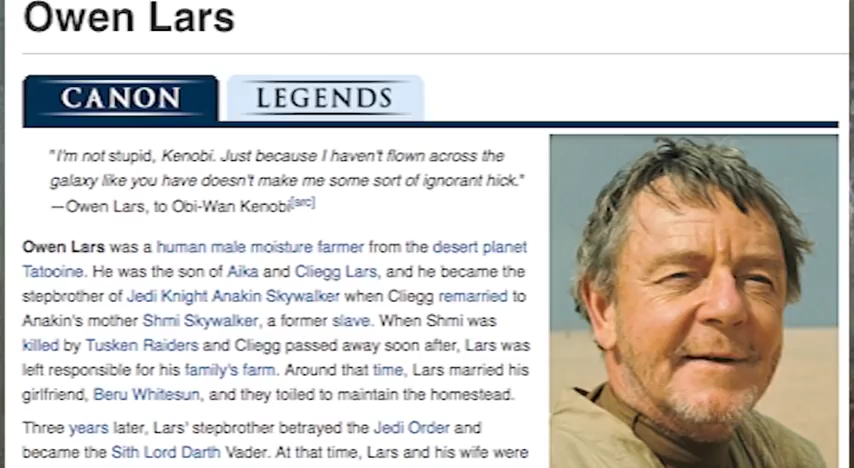 Owen Lars
CANON
LEGENDS
"I'm not stupid, Kenobi. Just because I haven't flown across the
galaxy like you have doesn't make me some sort of ignorant hick."
—Owen Lars, to Obi-Wan Kenobi[src]
Owen Lars was a human male moisture farmer from the desert planet
Tatooine. He was the son of Aika and Cliegg Lars, and he became the
stepbrother of Jedi Knight Anakin Skywalker when Cliegg remarried to
Anakin's mother Shmi Skywalker, a former slave. When Shmi was
killed by Tusken Raiders and Cliegg passed away soon after, Lars was
left responsible for his family's farm. Around that time, Lars married his
girlfriend, Beru Whitesun, and they toiled to maintain the homestead.
Three years later, Lars' stepbrother betrayed the Jedi Order and
became the Sith Lord Darth Vader. At that time, Lars and his wife were